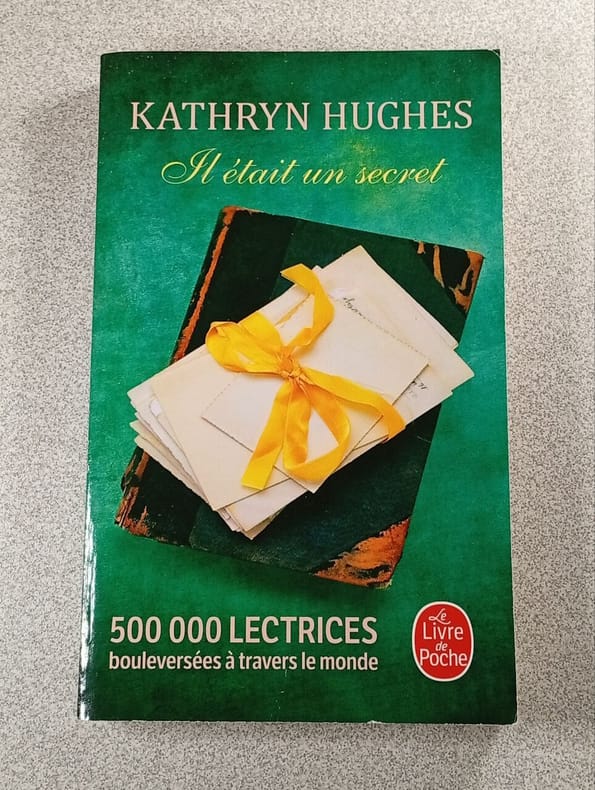 KATHRYN HUGHES
Il était un secret
500 000 LECTRICES
bouleversées à travers le monde
Le
Livre
de
Poche